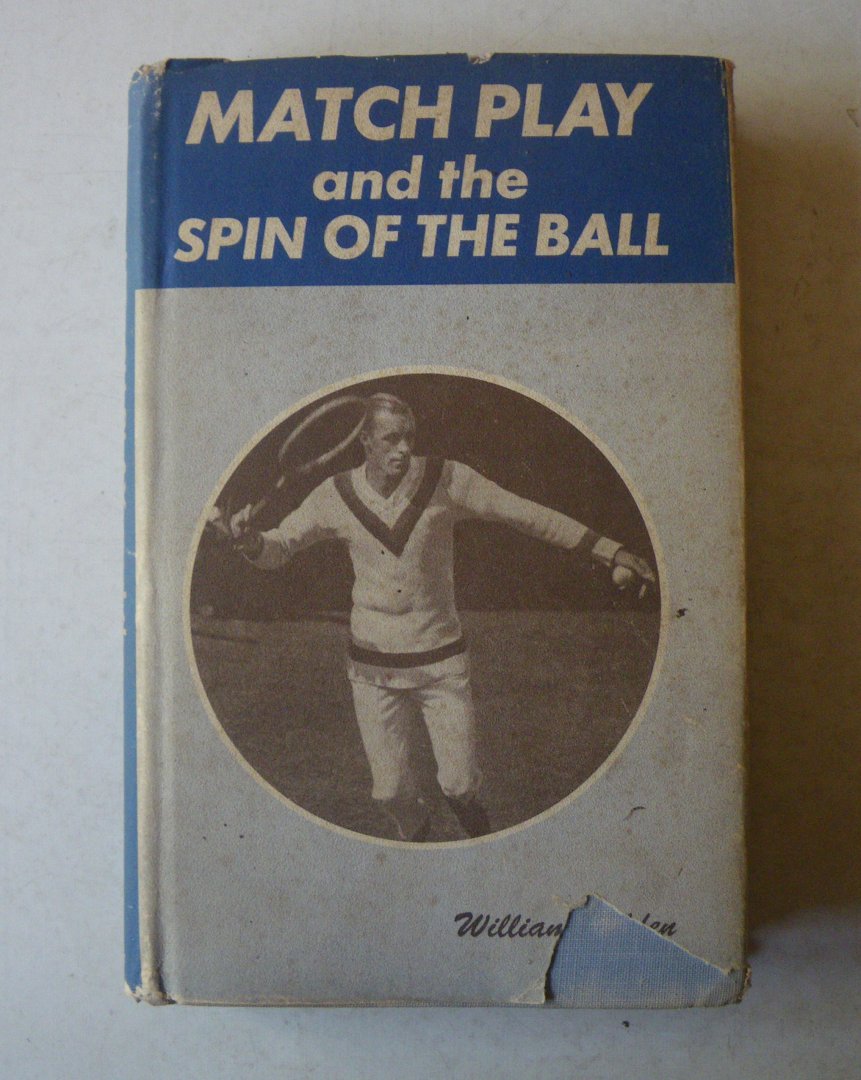 MATCH PLAY
and the
SPIN OF THE BALL
William